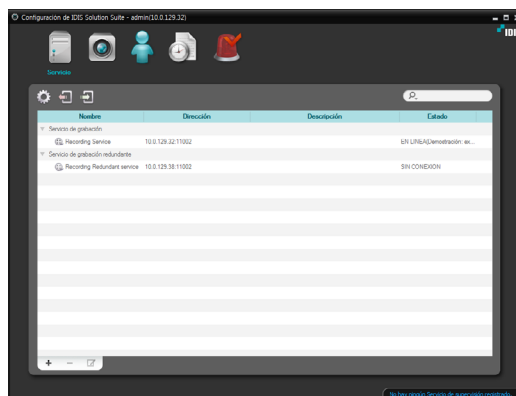 Configuración de IDIS Solution Suite - admin(10.0.129.32)
Servicio
Nombre Dirección Descripción Estado
Servicio de grabación
Recording Service 10.0.129.32:11002 EN LINEA(Demostración: ex...
Servicio de grabación redundante
Recording Redundant service 10.0.129.38:11002 SIN CONEXION
No hay ningún Servicio de supervisión registrado.